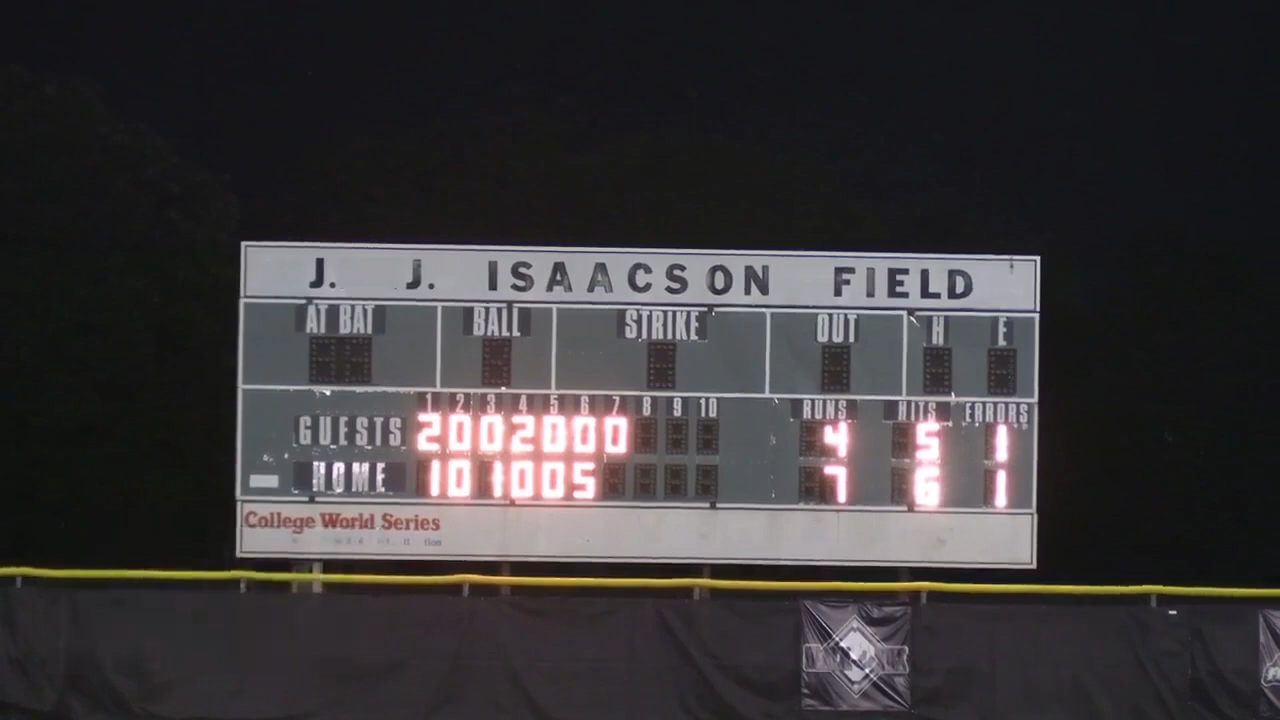 J. J. ISAACSON FIELD
AT BAT BALL STRIKE OUT H E
1 2 3 4 5 6 7 8 9 10 RUNS HITS ERRORS
GUESTS 2 0 0 2 0 0 0 4 5 1
HOME 1 0 1 0 0 5 7 6 1
College World Series